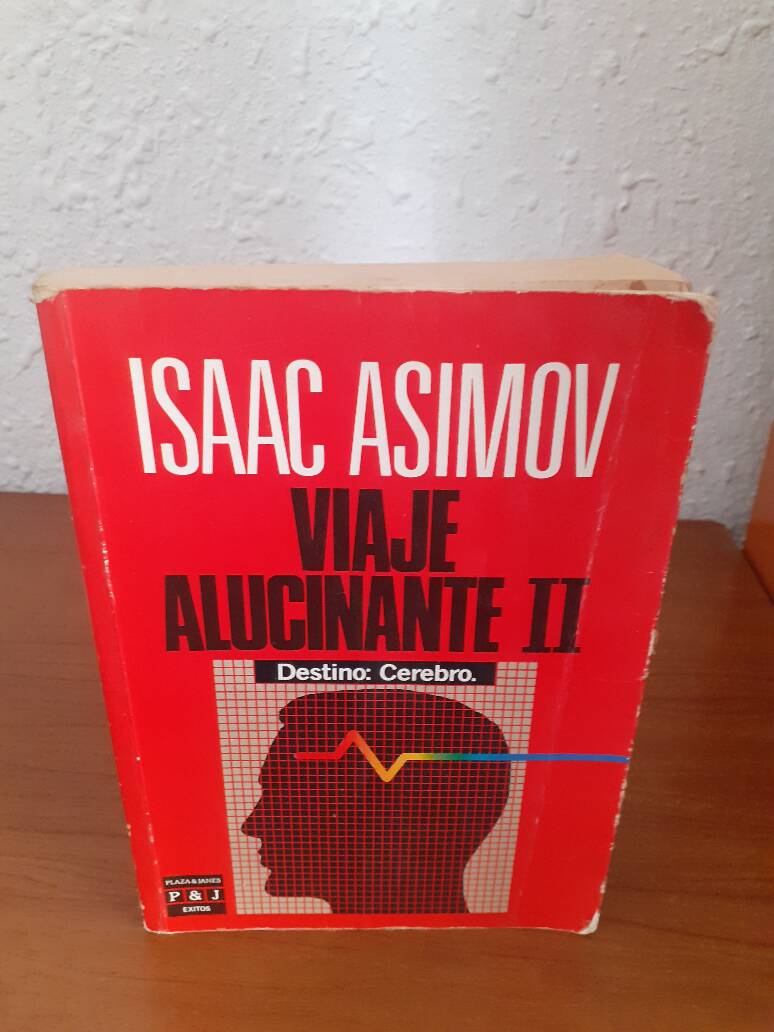 ISAAC ASIMOV
VIAJE
ALUCINANTE II
Destino: Cerebro.
PLAZA & JANES
P & J
EXITOS